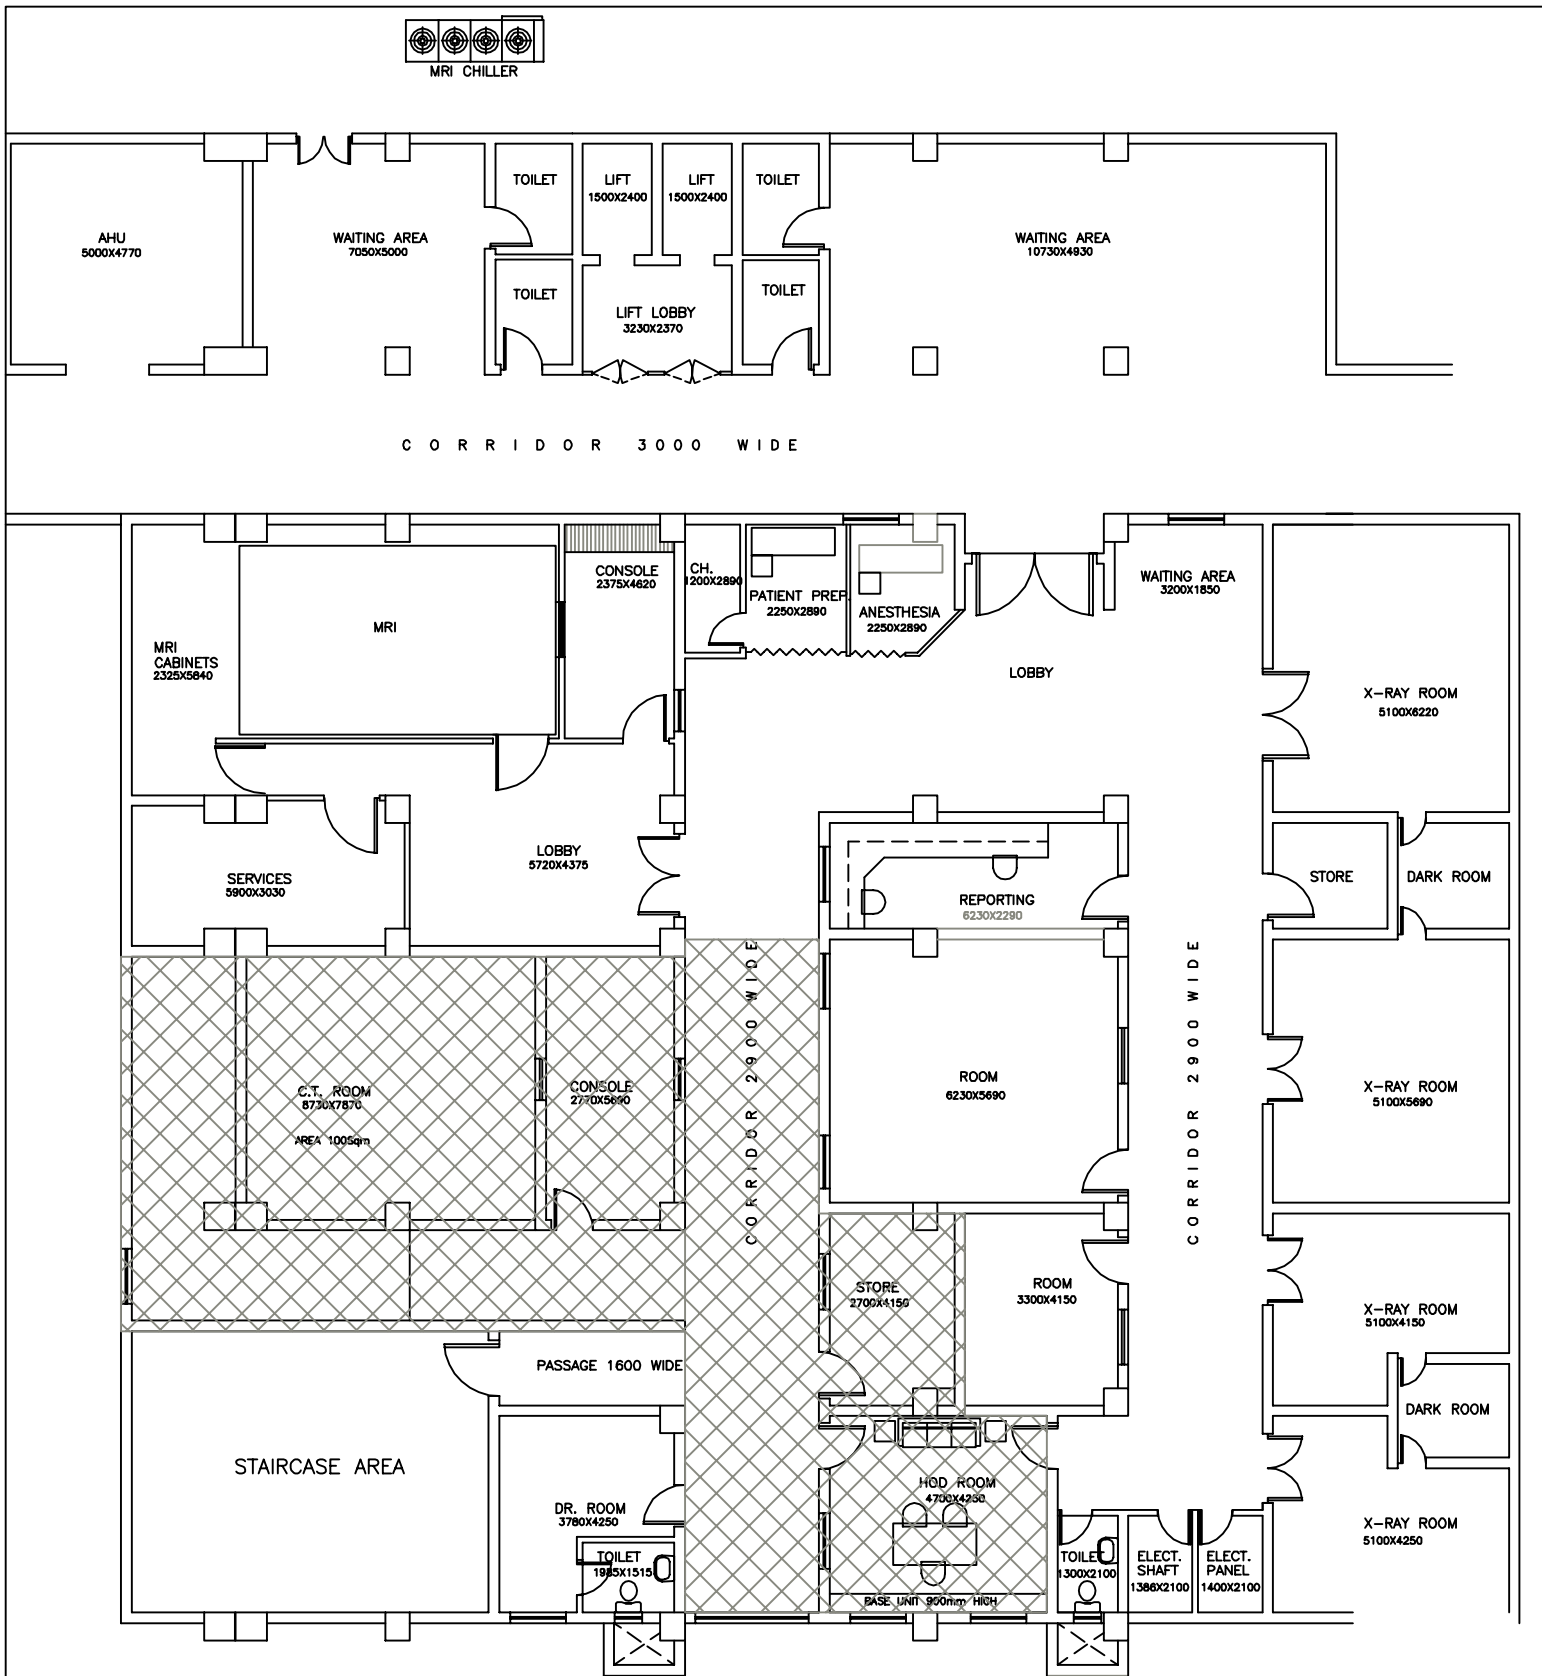 MRI CHILLER
TOILET
LIFT
1500X2400
LIFT
1500X2400
TOILET
AHU
5000X4770
WAITING AREA
7050X5000
WAITING AREA
10730X4930
TOILET
LIFT LOBBY
3230X2370
TOILET
CORRIDOR 3000 WIDE
CONSOLE
2375X4620
CH.
1200X2890
PATIENT PREP.
2250X2890
ANESTHESIA
2250X2890
WAITING AREA
3200X1850
MRI
MRI
CABINETS
2325X5840
LOBBY
X-RAY ROOM
5100X6220
LOBBY
5720X4375
SERVICES
5900X3030
REPORTING
6230X2290
STORE
DARK ROOM
CORRIDOR 2900 WIDE
CORRIDOR 2900 WIDE
C.T. ROOM
8730X7870
AREA 100Sqm
CONSOLE
2770X5690
ROOM
6230X5690
X-RAY ROOM
5100X5690
STORE
2700X4150
ROOM
3300X4150
X-RAY ROOM
5100X4150
PASSAGE 1600 WIDE
DARK ROOM
STAIRCASE AREA
HOD ROOM
4700X4250
DR. ROOM
3780X4250
X-RAY ROOM
5100X4250
TOILET
1985X1515
TOILET
1300X2100
ELECT.
SHAFT
1386X2100
ELECT.
PANEL
1400X2100
BASE UNIT 900mm HIGH